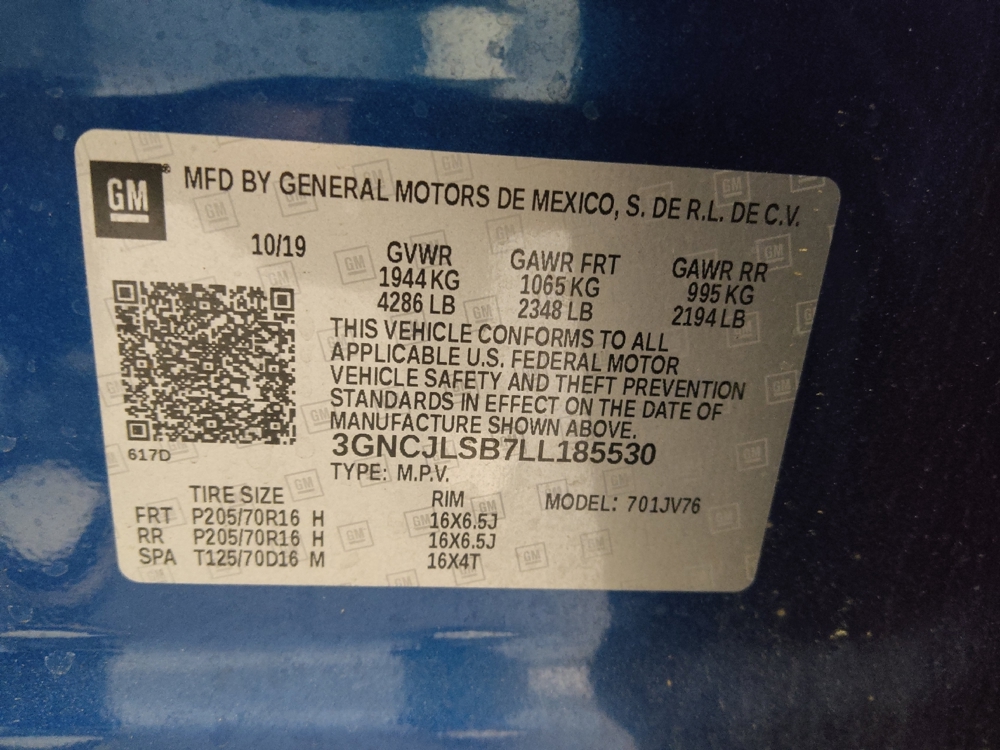 GM ® MFD BY GENERAL MOTORS DE MEXICO, S. DE R.L. DE C.V.
10/19 GVWR GAWR FRT GAWR RR
1944 KG 1065 KG 995 KG
4286 LB 2348 LB 2194 LB
THIS VEHICLE CONFORMS TO ALL
APPLICABLE U.S. FEDERAL MOTOR
VEHICLE SAFETY AND THEFT PREVENTION
STANDARDS IN EFFECT ON THE DATE OF
MANUFACTURE SHOWN ABOVE.
617D
3GNCJLSB7LL185530
TYPE: M.P.V.
TIRE SIZE RIM MODEL: 701JV76
FRT P205/70R16 H 16X6.5J
RR P205/70R16 H 16X6.5J
SPA T125/70D16 M 16X4T